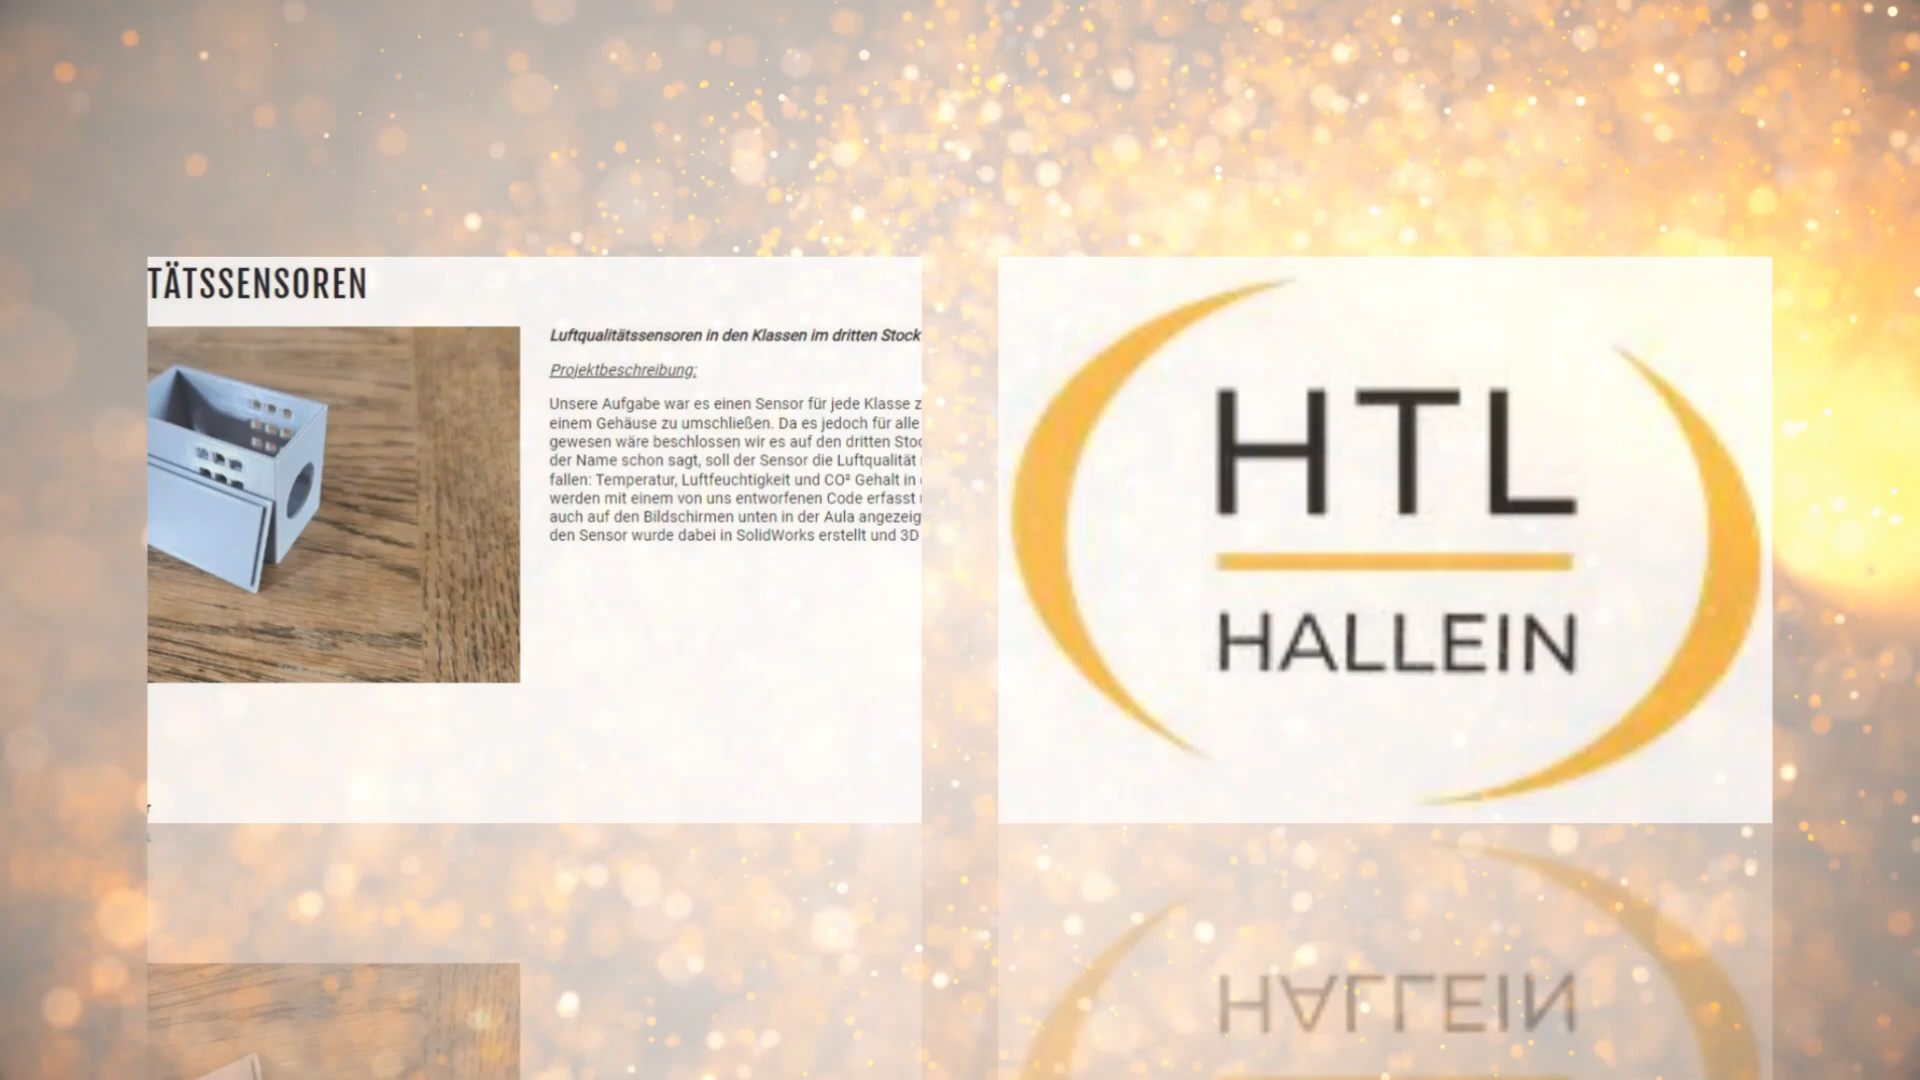 TÄTSSENSOREN
Luftqualitätssensoren in den Klassen im dritten Stock
Projektbeschreibung:
Unsere Aufgabe war es einen Sensor für jede Klasse z
einem Gehäuse zu umschließen. Da es jedoch für alle
gewesen wäre beschlossen wir es auf den dritten Stoc
der Name schon sagt, soll der Sensor die Luftqualität
fallen: Temperatur, Luftfeuchtigkeit und CO² Gehalt in
werden mit einem von uns entworfenen Code erfasst
auch auf den Bildschirmen unten in der Aula angezeig
den Sensor wurde dabei in SolidWorks erstellt und 3D
HTL
HALLEIN